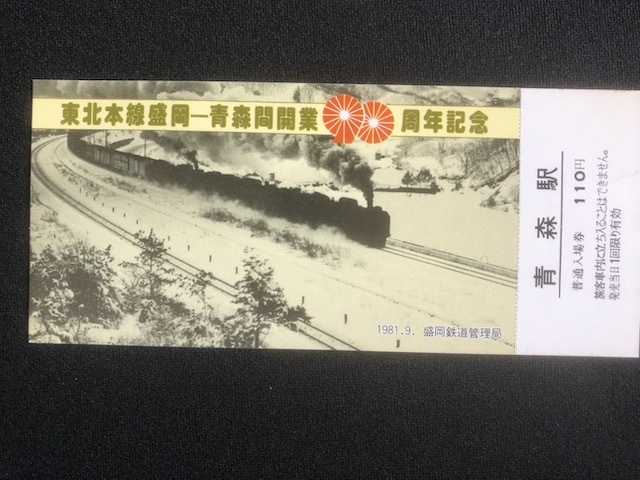 東北本線盛岡—青森間開業90周年記念
1981.9. 盛岡鉄道管理局
青森駅
普通入場券 110円
旅客車内に立ち入ることはできません。
発売当日1回限り有効